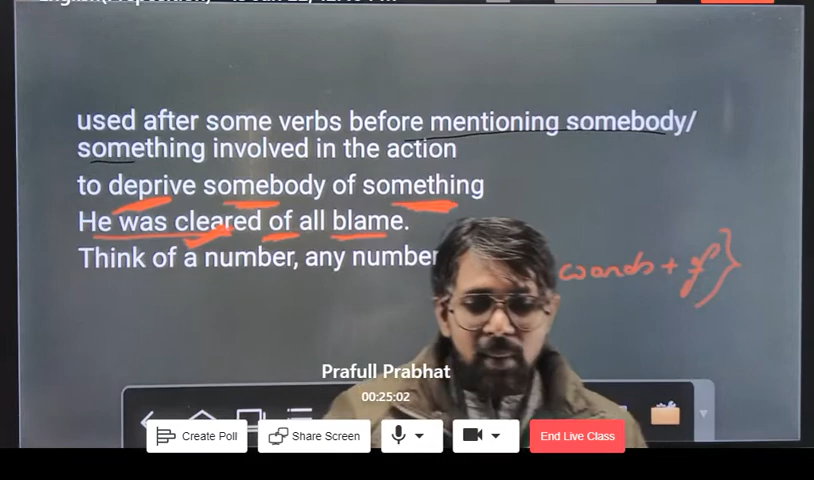 used after some verbs before mentioning somebody/
something involved in the action
to deprive somebody of something
He was cleared of all blame.
Think of a number, any number
words + of
Prafull Prabhat
00:25:02
Create Poll
Share Screen
End Live Class